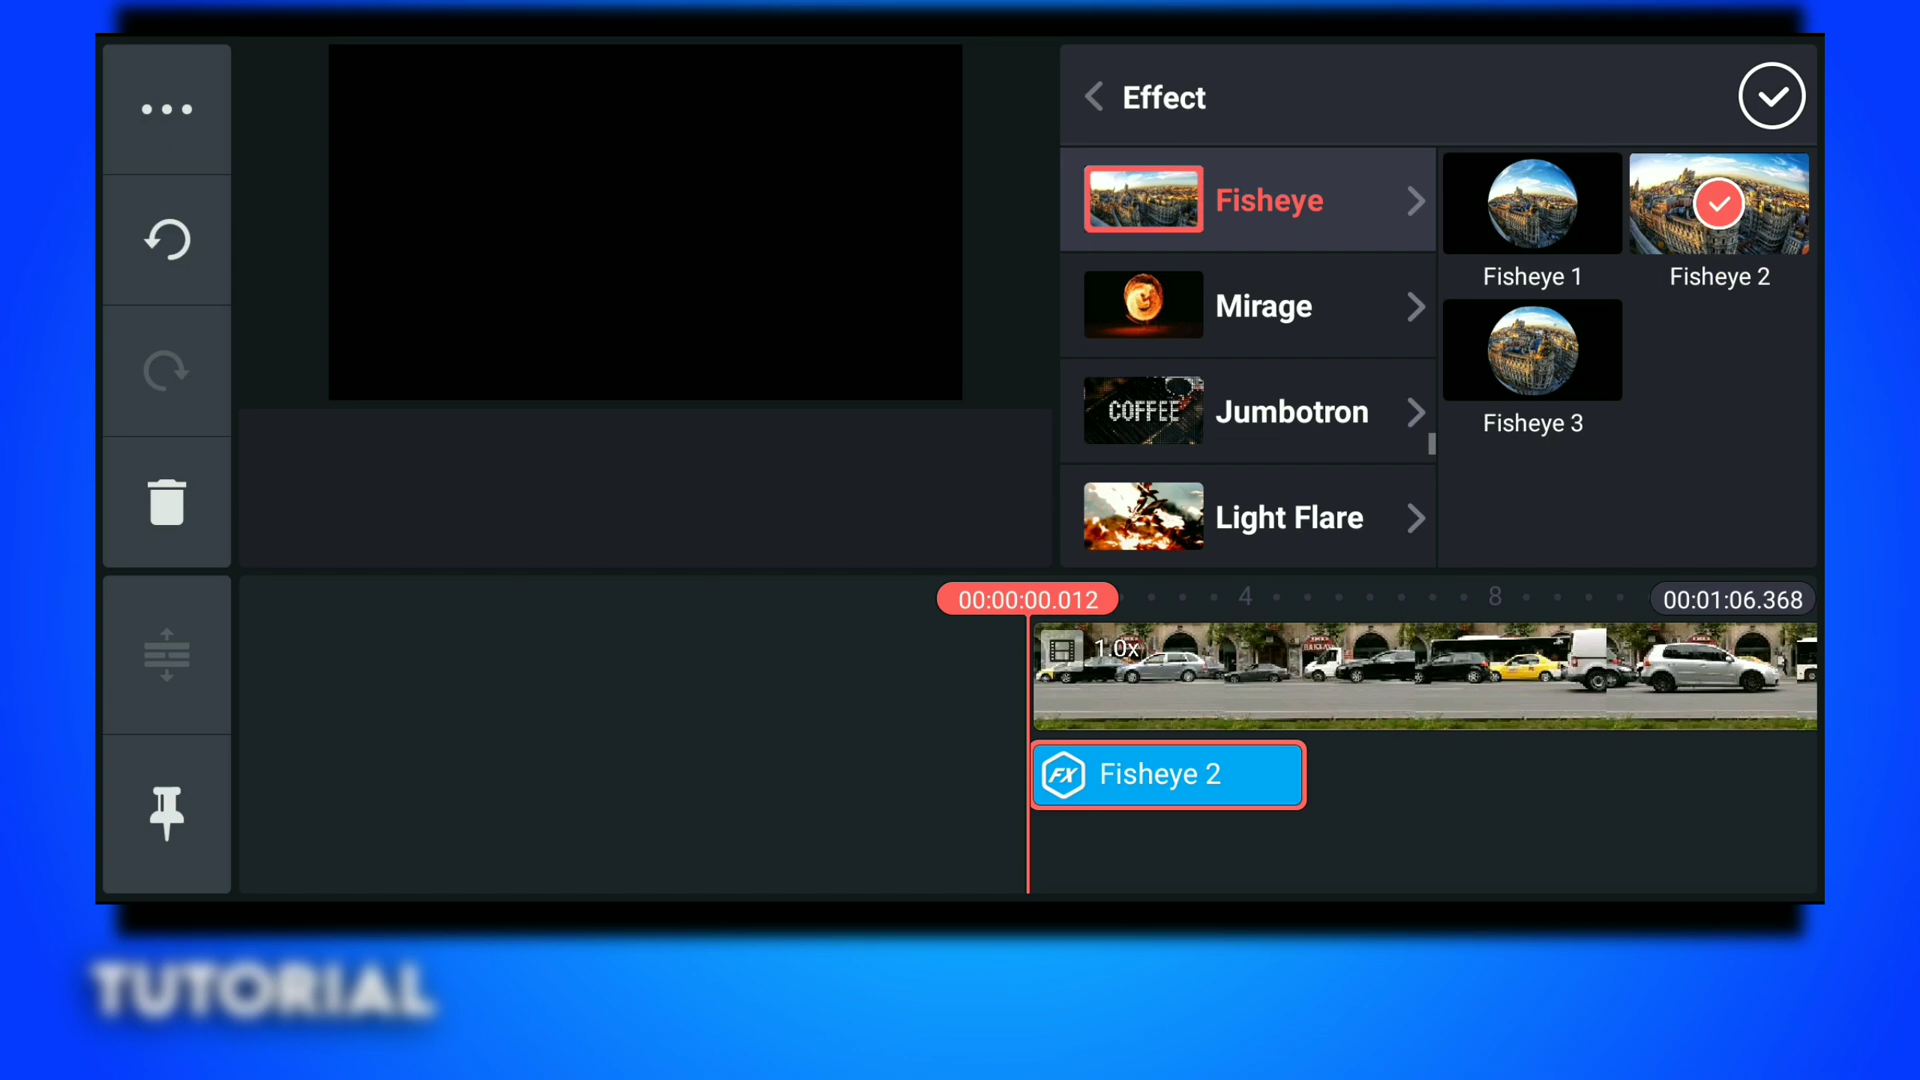 Effect
Fisheye
Mirage
COFFEE
Jumbotron
Light Flare
Fisheye 1
Fisheye 2
Fisheye 3
00:00:00.012
4
8
00:01:06.368
1.0x
FX Fisheye 2
TUTORIAL